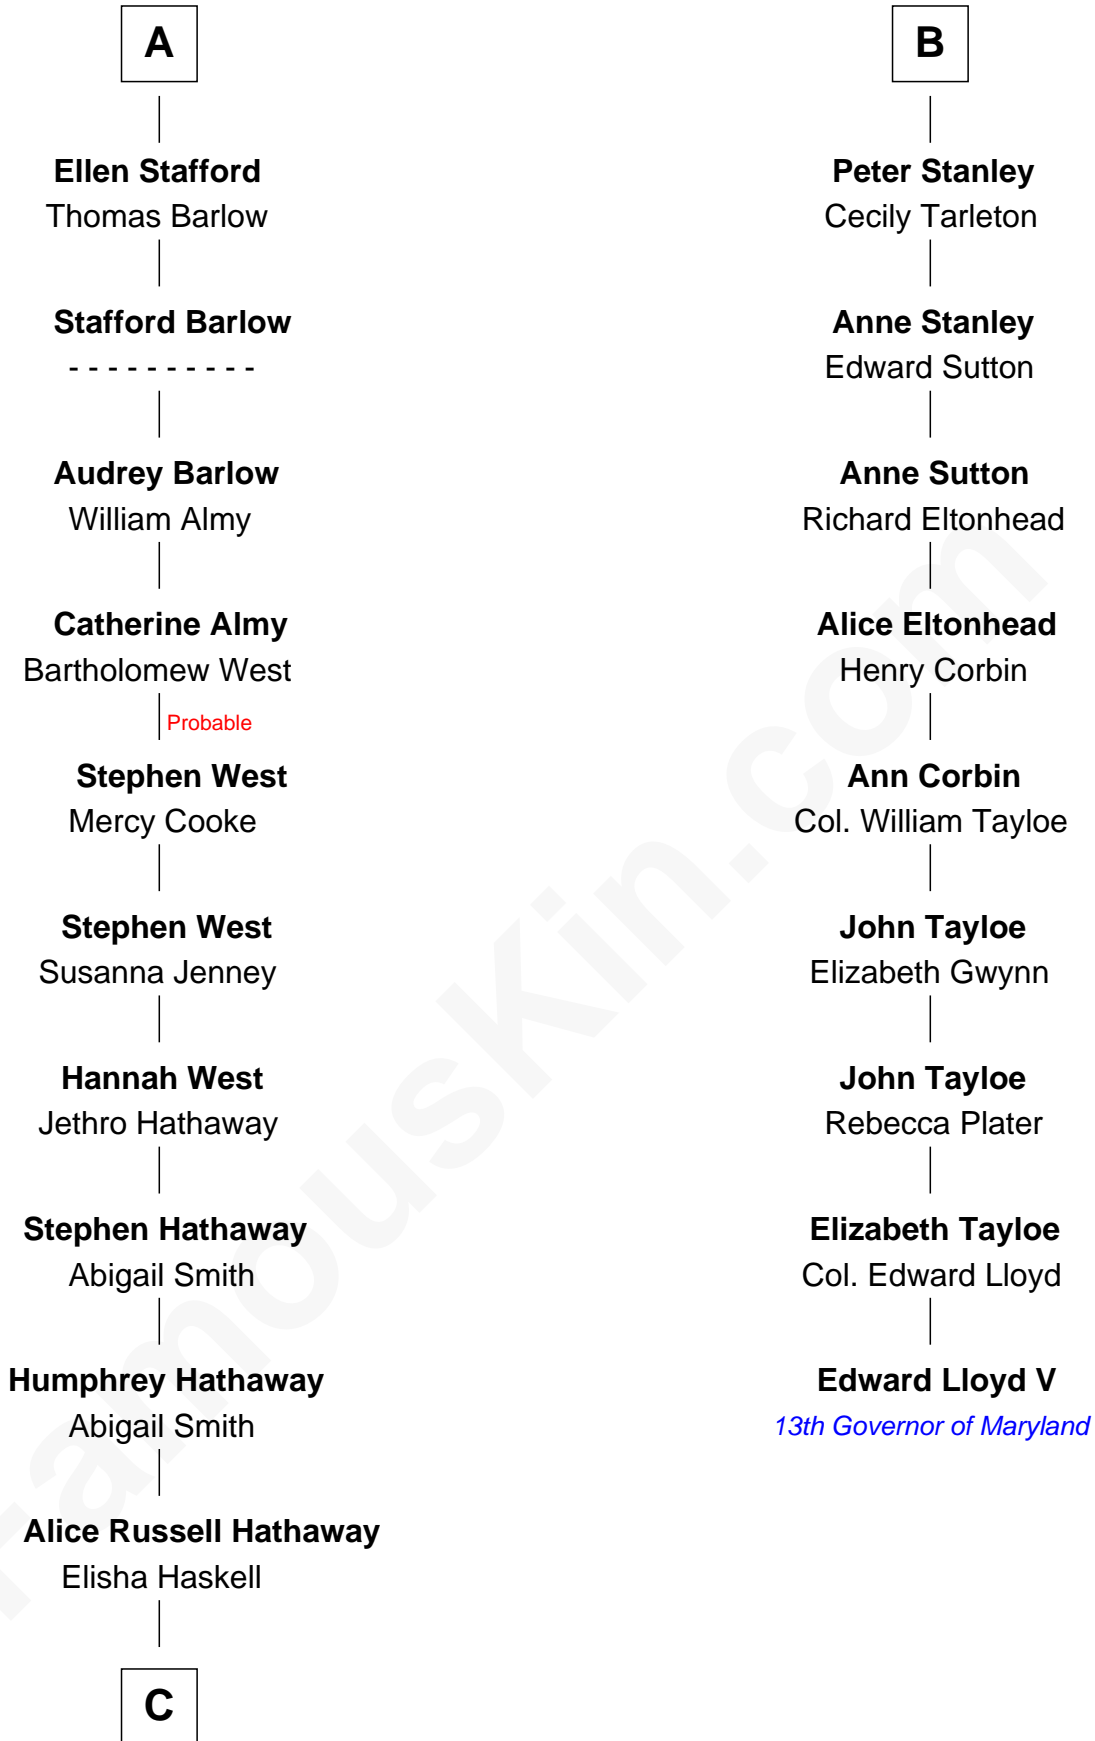 A
Ellen Stafford
Thomas Barlow
Stafford Barlow
- - - - - - - - - -
Audrey Barlow
William Almy
Catherine Almy
Bartholomew West
Probable
Stephen West
Mercy Cooke
Stephen West
Susanna Jenney
Hannah West
Jethro Hathaway
Stephen Hathaway
Abigail Smith
Humphrey Hathaway
Abigail Smith
Alice Russell Hathaway
Elisha Haskell
C
B
Peter Stanley
Cecily Tarleton
Anne Stanley
Edward Sutton
Anne Sutton
Richard Eltonhead
Alice Eltonhead
Henry Corbin
Ann Corbin
Col. William Tayloe
John Tayloe
Elizabeth Gwynn
John Tayloe
Rebecca Plater
Elizabeth Tayloe
Col. Edward Lloyd
Edward Lloyd V
13th Governor of Maryland
FamousKin.com